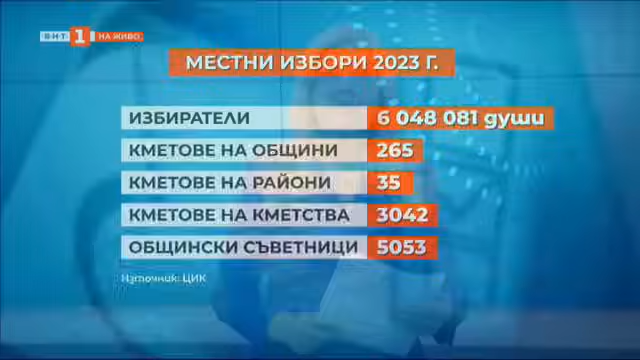 БНТ 1 НА ЖИВО
МЕСТНИ ИЗБОРИ 2023 Г.
ИЗБИРАТЕЛИ 6 048 081 души
КМЕТОВЕ НА ОБЩИНИ 265
КМЕТОВЕ НА РАЙОНИ 35
КМЕТОВЕ НА КМЕТСТВА 3042
ОБЩИНСКИ СЪВЕТНИЦИ 5053
Източник: ЦИК